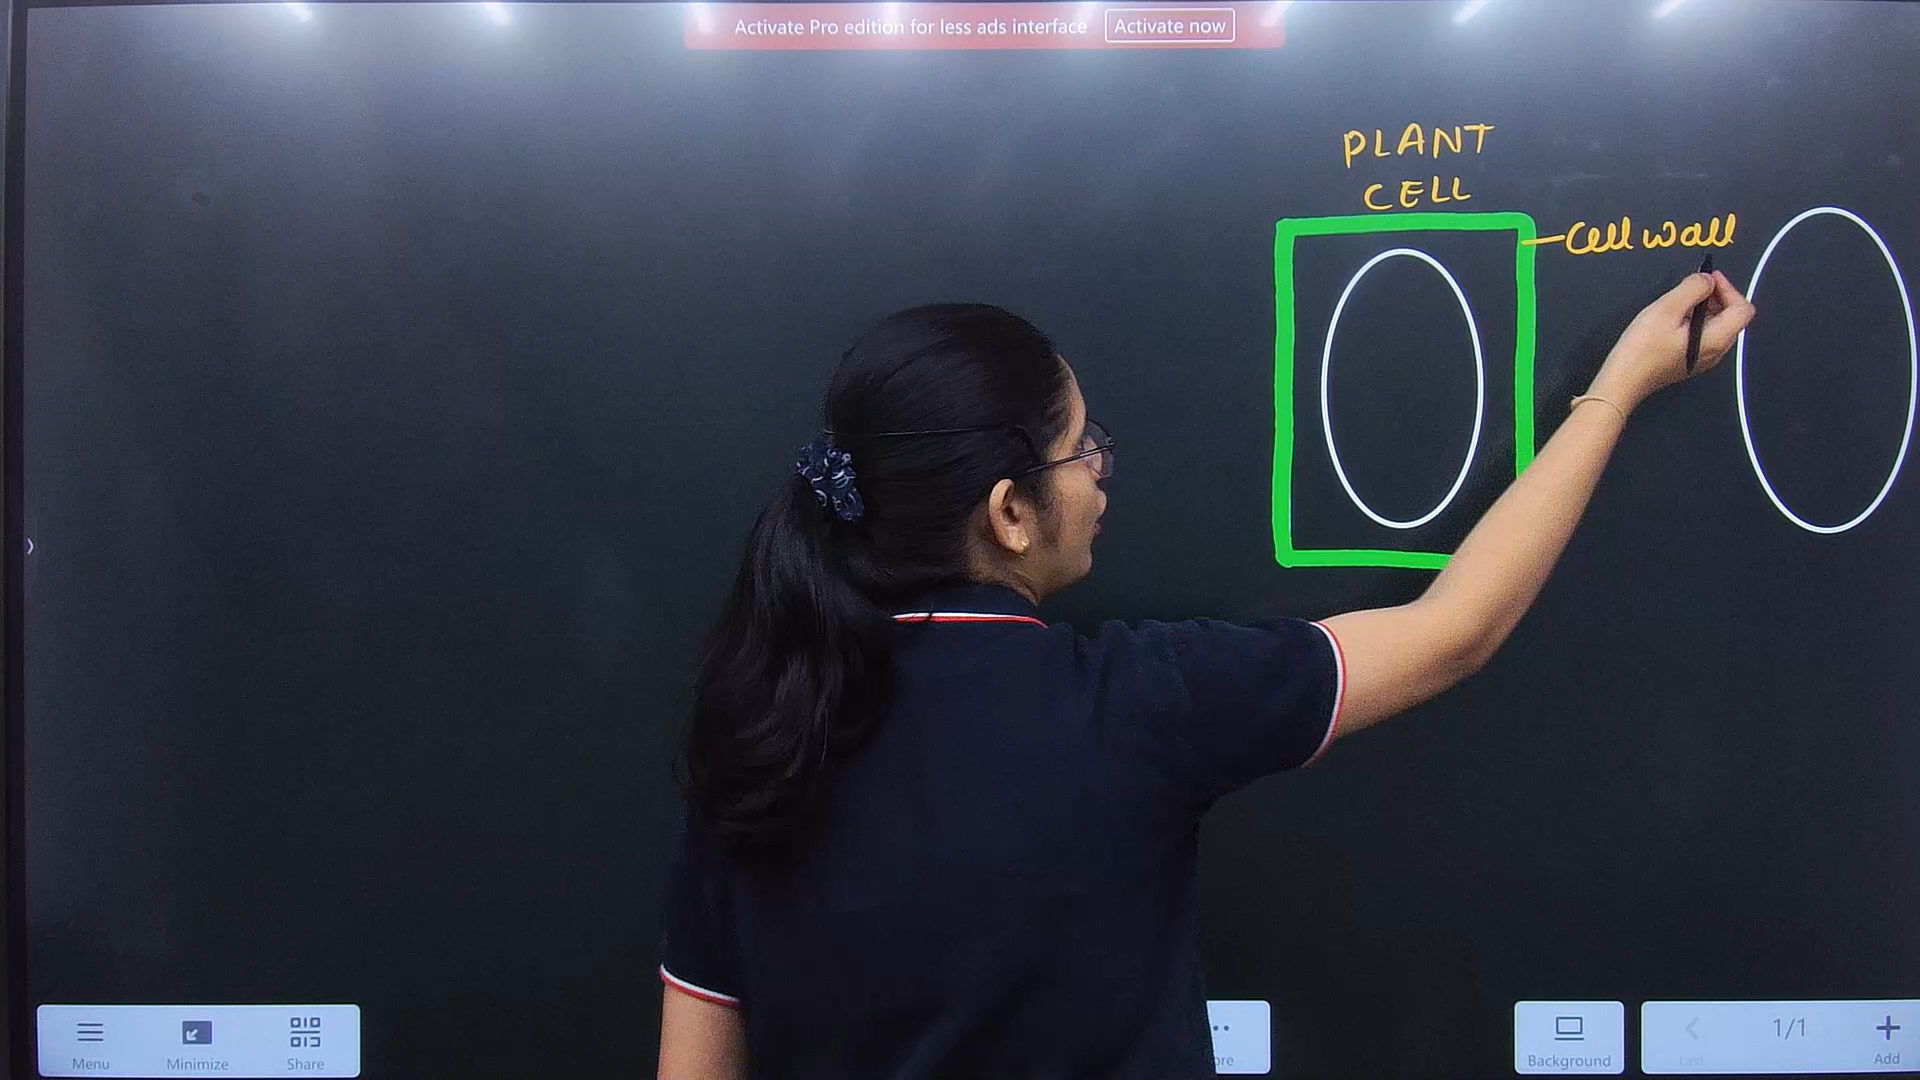 Activate Pro edition for less ads interface Activate now
PLANT
CELL
Cell wall
Menu Minimize Share
Background
Last 1/1 Add